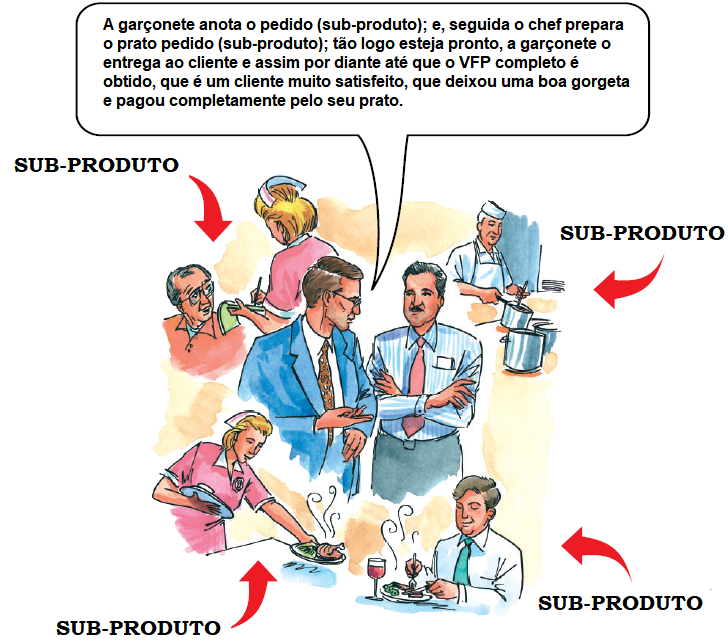 A garçonete anota o pedido (sub-produto); e, seguida o chef prepara
o prato pedido (sub-produto); tão logo esteja pronto, a garçonete o
entrega ao cliente e assim por diante até que o VFP completo é
obtido, que é um cliente muito satisfeito, que deixou uma boa gorgeta
e pagou completamente pelo seu prato.
SUB-PRODUTO
SUB-PRODUTO
SUB-PRODUTO
SUB-PRODUTO